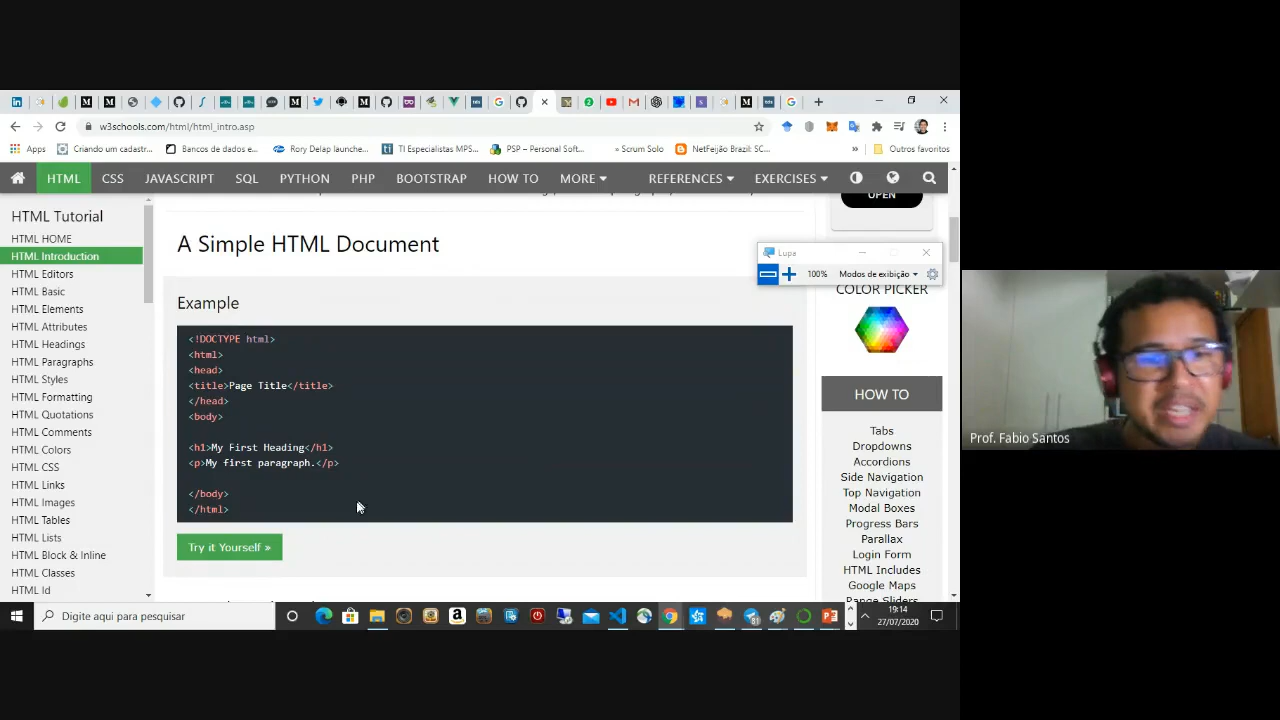 w3schools.com/html/html_intro.asp
Apps
Criando um cadastr...
Bancos de dados e...
Rory Delap launche...
TI Especialistas MPS...
PSP – Personal Soft...
» Scrum Solo
NetFeijão Brazil: SC...
»
Outros favoritos
HTML
CSS
JAVASCRIPT
SQL
PYTHON
PHP
BOOTSTRAP
HOW TO
MORE
REFERENCES
EXERCISES
HTML Tutorial
HTML HOME
HTML Introduction
HTML Editors
HTML Basic
HTML Elements
HTML Attributes
HTML Headings
HTML Paragraphs
HTML Styles
HTML Formatting
HTML Quotations
HTML Comments
HTML Colors
HTML CSS
HTML Links
HTML Images
HTML Tables
HTML Lists
HTML Block & Inline
HTML Classes
HTML Id
A Simple HTML Document
Example
<!DOCTYPE html>
<html>
<head>
<title>Page Title</title>
</head>
<body>
<h1>My First Heading</h1>
<p>My first paragraph.</p>
</body>
</html>
Try it Yourself »
OPEN
Lupa
100%
Modos de exibição
COLOR PICKER
HOW TO
Tabs
Dropdowns
Accordions
Side Navigation
Top Navigation
Modal Boxes
Progress Bars
Parallax
Login Form
HTML Includes
Google Maps
Range Sliders
Prof. Fabio Santos
Digite aqui para pesquisar
19:14
27/07/2020